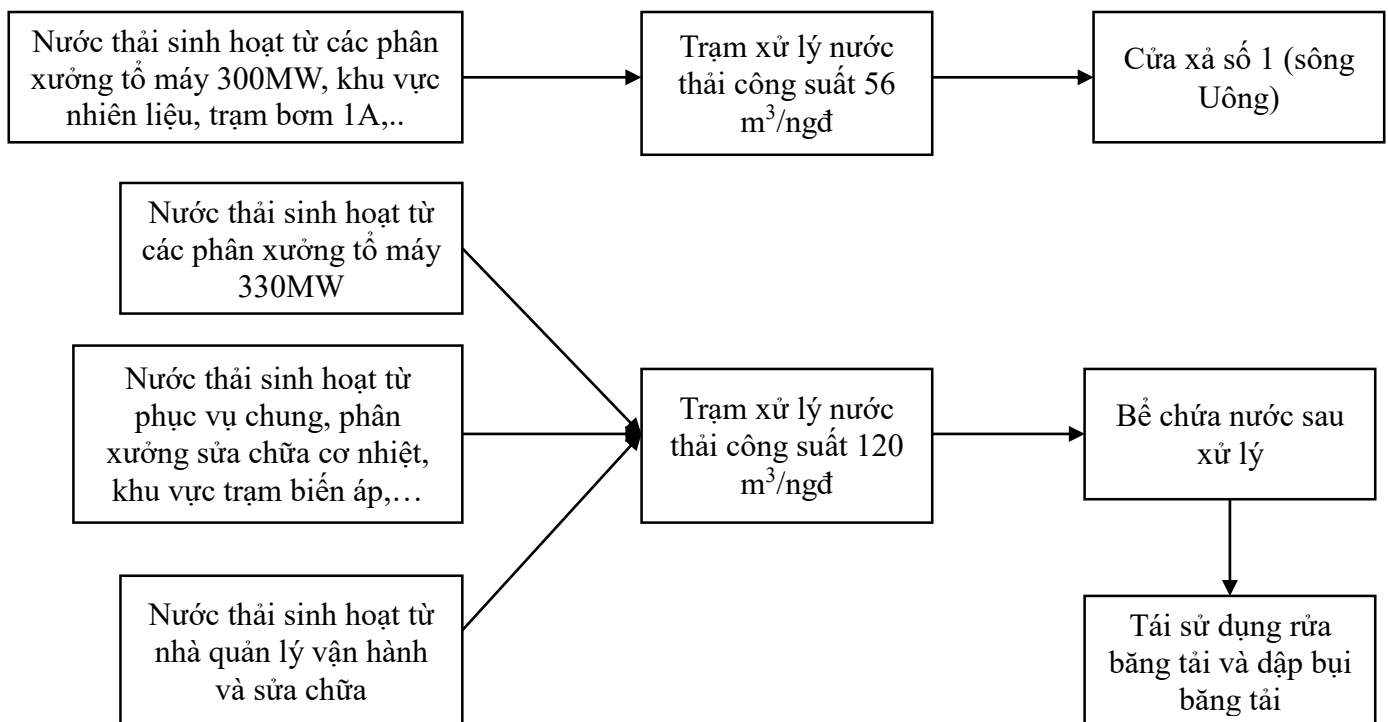 Nước thải sinh hoạt từ các phân
xưởng tổ máy 300MW, khu vực
nhiên liệu, trạm bơm 1A,..
Trạm xử lý nước
thải công suất 56
m³/ngđ
Cửa xả số 1 (sông
Uông)
Nước thải sinh hoạt từ
các phân xưởng tổ máy
330MW
Nước thải sinh hoạt từ
phục vụ chung, phân
xưởng sửa chữa cơ nhiệt,
khu vực trạm biến áp,…
Nước thải sinh hoạt từ
nhà quản lý vận hành
và sửa chữa
Trạm xử lý nước
thải công suất 120
m³/ngđ
Bể chứa nước sau
xử lý
Tái sử dụng rửa
băng tải và dập bụi
băng tải